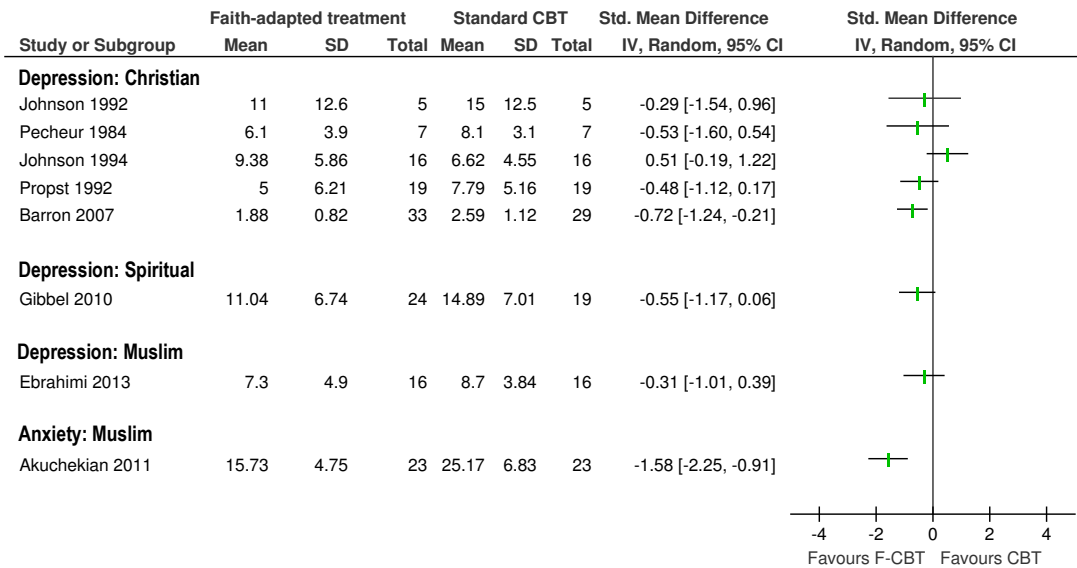 Faith-adapted treatment Standard CBT Std. Mean Difference Std. Mean Difference
Study or Subgroup Mean SD Total Mean SD Total IV, Random, 95% CI IV, Random, 95% CI
Depression: Christian
Johnson 1992 11 12.6 5 15 12.5 5 -0.29 [-1.54, 0.96]
Pecheur 1984 6.1 3.9 7 8.1 3.1 7 -0.53 [-1.60, 0.54]
Johnson 1994 9.38 5.86 16 6.62 4.55 16 0.51 [-0.19, 1.22]
Propst 1992 5 6.21 19 7.79 5.16 19 -0.48 [-1.12, 0.17]
Barron 2007 1.88 0.82 33 2.59 1.12 29 -0.72 [-1.24, -0.21]
Depression: Spiritual
Gibbel 2010 11.04 6.74 24 14.89 7.01 19 -0.55 [-1.17, 0.06]
Depression: Muslim
Ebrahimi 2013 7.3 4.9 16 8.7 3.84 16 -0.31 [-1.01, 0.39]
Anxiety: Muslim
Akuchekian 2011 15.73 4.75 23 25.17 6.83 23 -1.58 [-2.25, -0.91]
-4 -2 0 2 4
Favours F-CBT Favours CBT